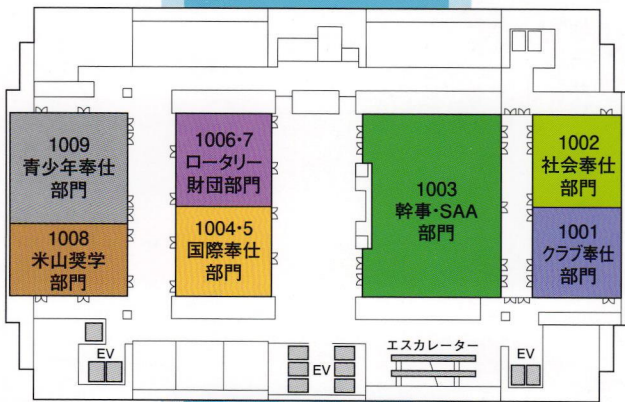 1009
青少年奉仕
部門
1008
米山奨学
部門
1006・7
ロータリー
財団部門
1004・5
国際奉仕
部門
1003
幹事・SAA
部門
1002
社会奉仕
部門
1001
クラブ奉仕
部門
EV
EV
エスカレーター
EV